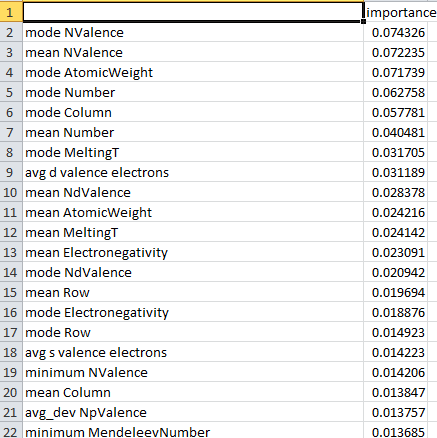 1 importance
2 mode NValence 0.074326
3 mean NValence 0.072235
4 mode AtomicWeight 0.071739
5 mode Number 0.062758
6 mode Column 0.057781
7 mean Number 0.040481
8 mode MeltingT 0.031705
9 avg d valence electrons 0.031189
10 mean NdValence 0.028378
11 mean AtomicWeight 0.024216
12 mean MeltingT 0.024142
13 mean Electronegativity 0.023091
14 mode NdValence 0.020942
15 mean Row 0.019694
16 mode Electronegativity 0.018876
17 mode Row 0.014923
18 avg s valence electrons 0.014223
19 minimum NValence 0.014206
20 mean Column 0.013847
21 avg_dev NpValence 0.013757
22 minimum MendeleevNumber 0.013685